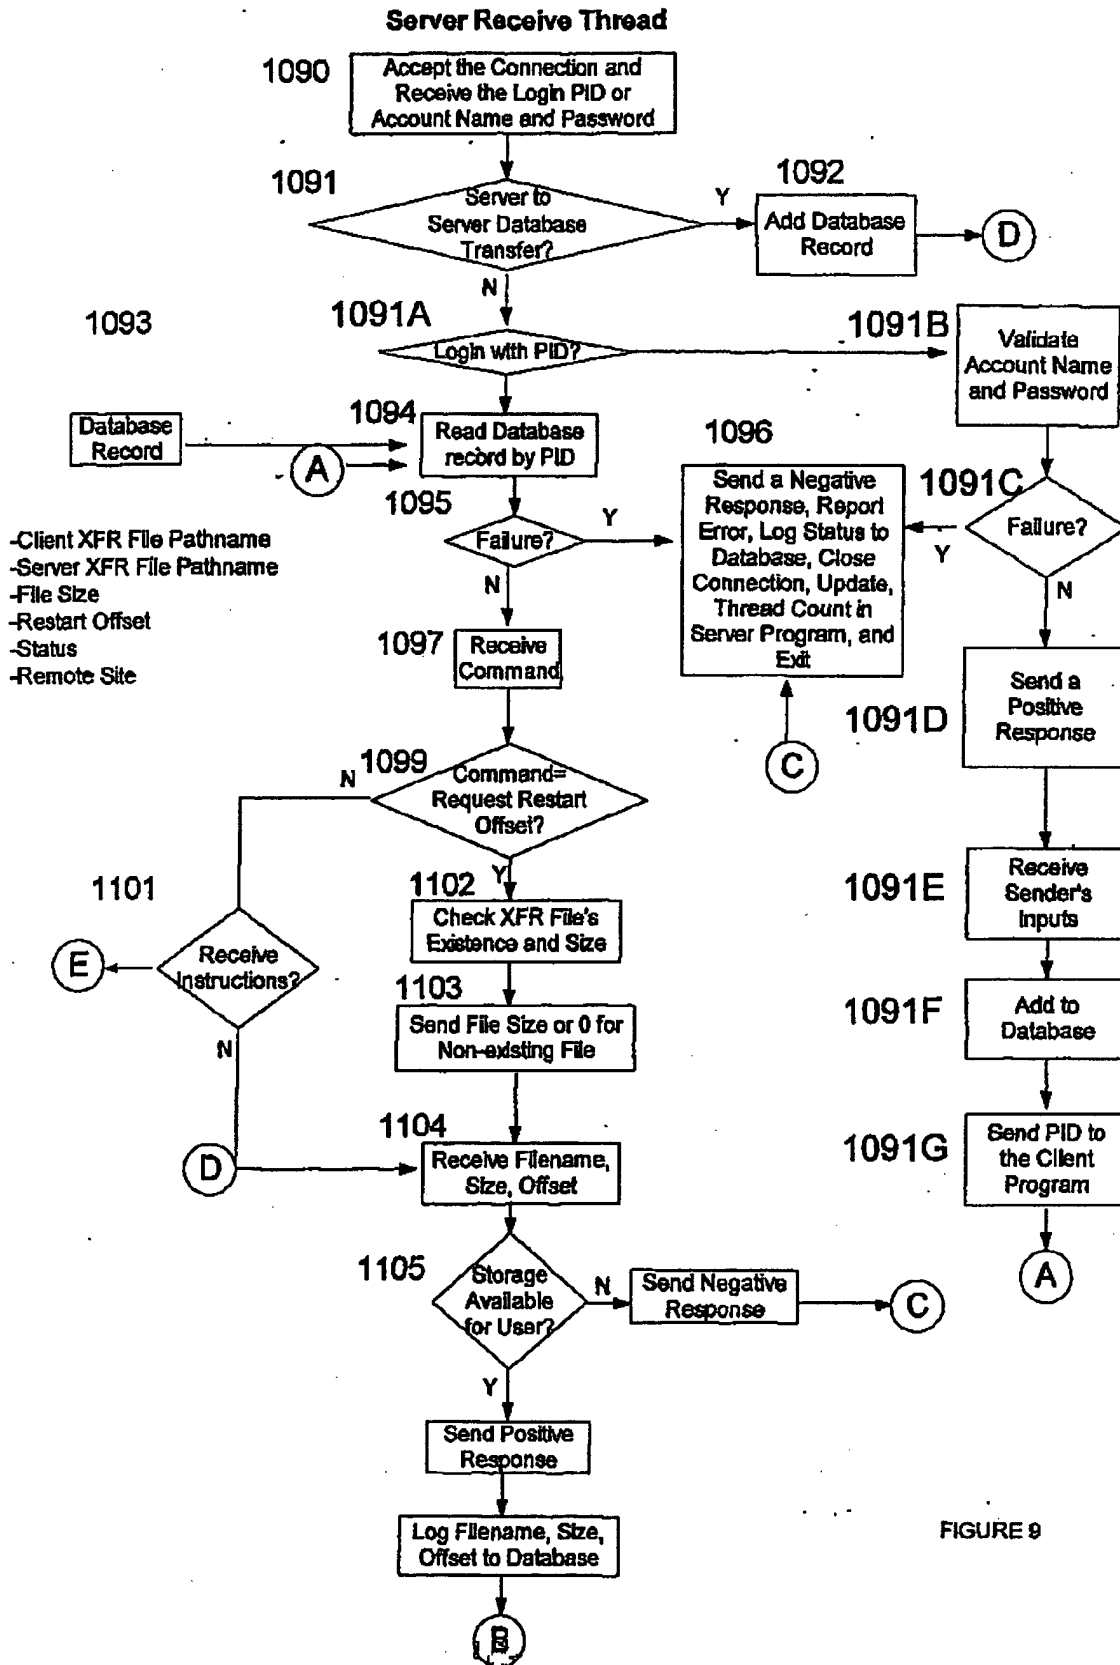 Server Receive Thread
1090
Accept the Connection and
Receive the Login PID or
Account Name and Password
1091
Server to
Server Database
Transfer?
Y
1092
Add Database
Record
D
N
1091A
Login with PID?
1091B
Validate
Account Name
and Password
1093
Database
Record
A
1094
Read Database
record by PID
1095
Failure?
Y
N
1096
Send a Negative
Response, Report
Error, Log Status to
Database, Close
Connection, Update,
Thread Count in
Server Program, and
Exit
C
1091C
Failure?
Y
N
-Client XFR File Pathname
-Server XFR File Pathname
-File Size
-Restart Offset
-Status
-Remote Site
1097
Receive
Command
1091D
Send a
Positive
Response
1099
Command=
Request Restart
Offset?
N
Y
1091E
Receive
Sender's
Inputs
1101
Receive
Instructions?
E
N
1102
Check XFR File's
Existence and Size
1103
Send File Size or 0 for
Non-existing File
1091F
Add to
Database
1104
D
Receive Filename,
Size, Offset
1091G
Send PID to
the Client
Program
A
1105
Storage
Available
for User?
N
Send Negative
Response
C
Y
Send Positive
Response
Log Filename, Size,
Offset to Database
FIGURE 9